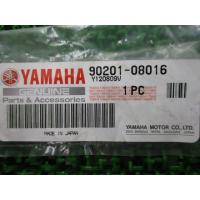 YAMAHA
GENUINE
Parts & Accessories
90201-08016
Y120809V
1 PC
MADE IN JAPAN
YAMAHA MOTOR CO.,LTD.